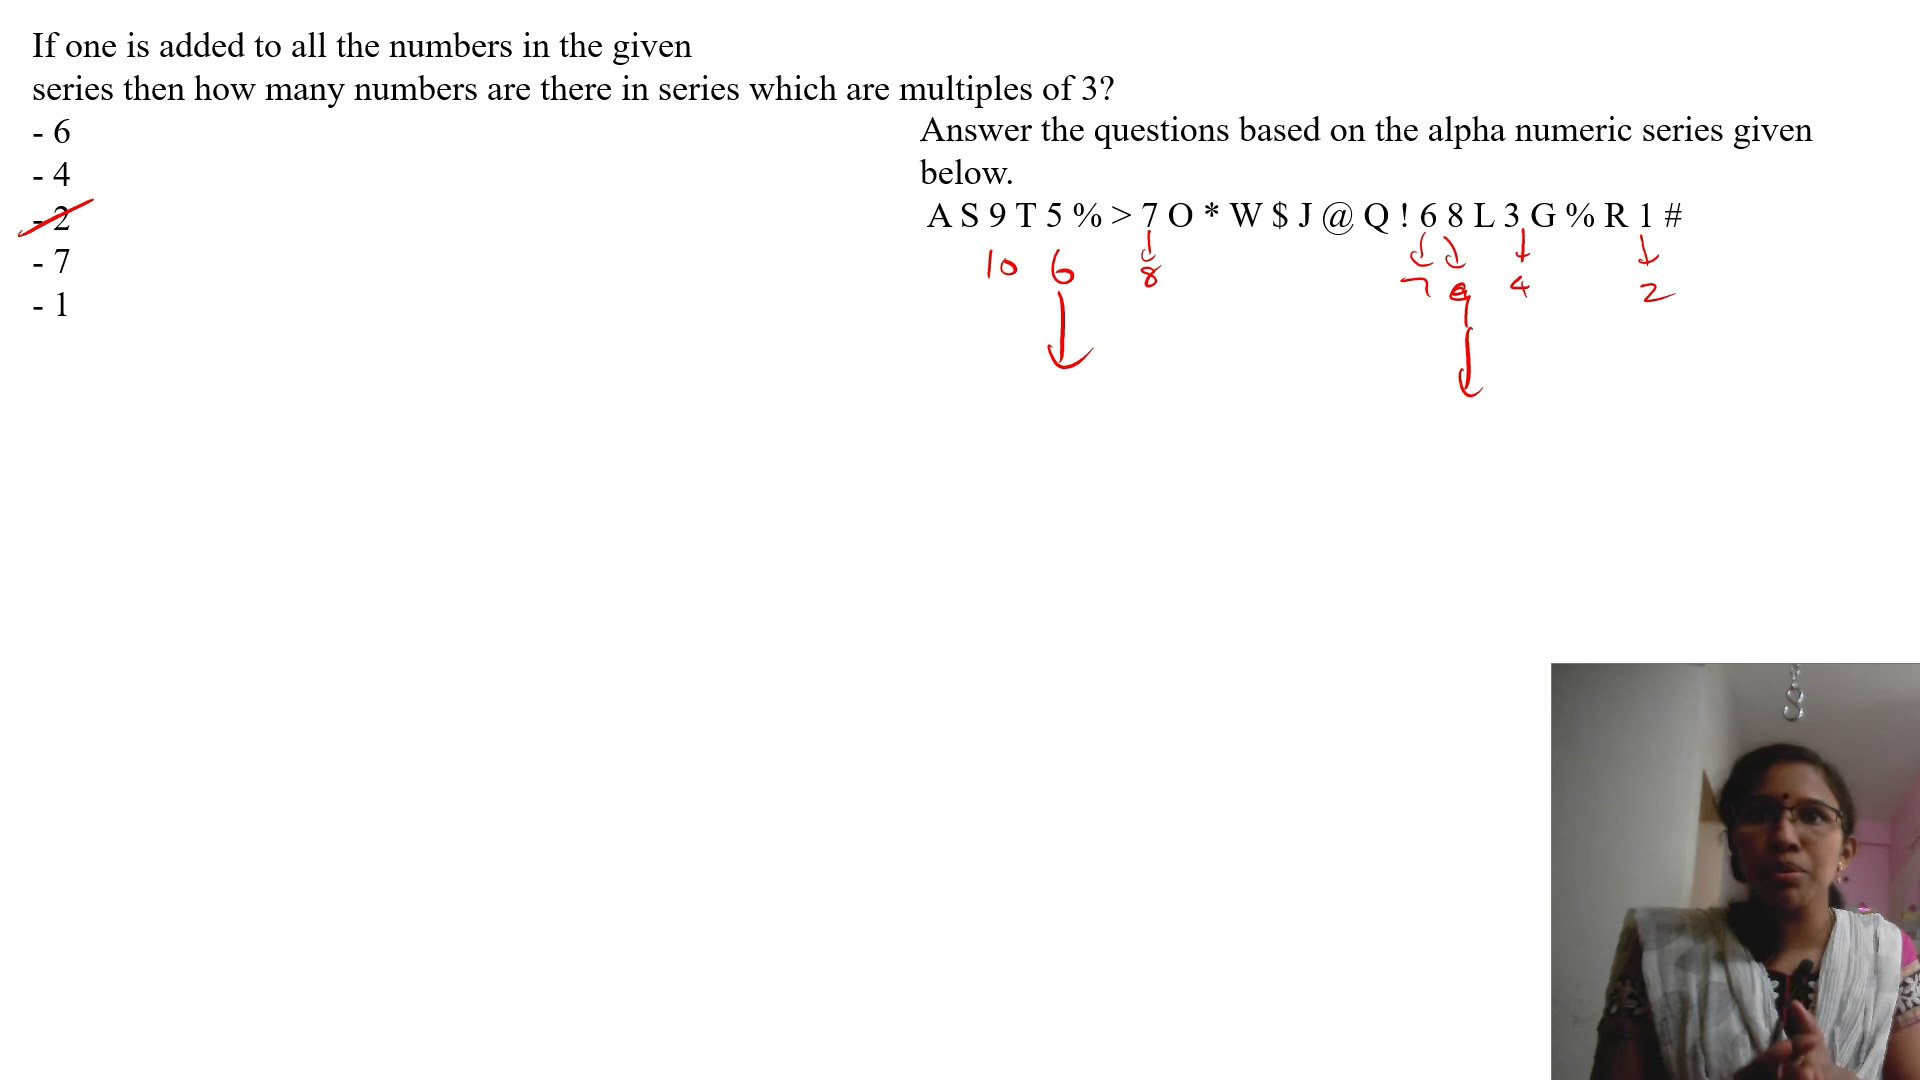 If one is added to all the numbers in the given
series then how many numbers are there in series which are multiples of 3?
- 6
- 4
- 2
- 7
- 1
Answer the questions based on the alpha numeric series given
below.
A S 9 T 5 % > 7 O * W $ J @ Q ! 6 8 L 3 G % R 1 #
10 6 8 7 9 4 2